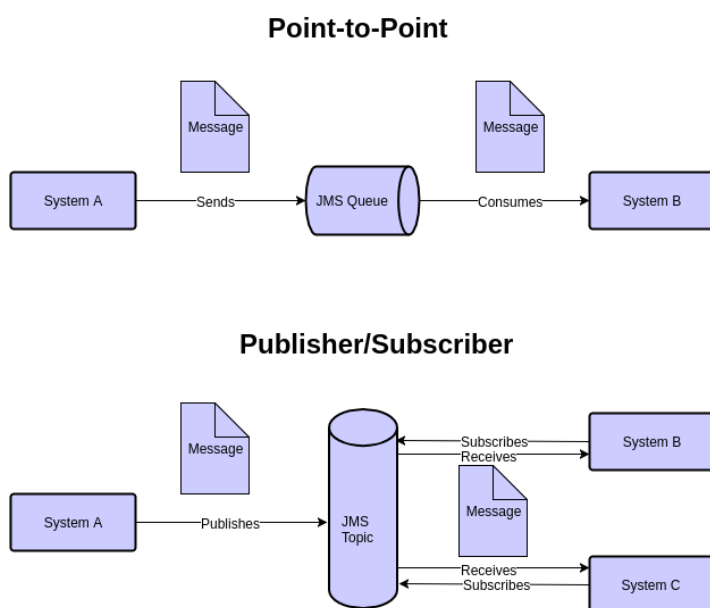 Point-to-Point
Message
Message
System A
Sends
JMS Queue
Consumes
System B
Publisher/Subscriber
Message
Subscribes
System B
Receives
Message
System A
Publishes
JMS
Topic
Receives
Subscribes
System C